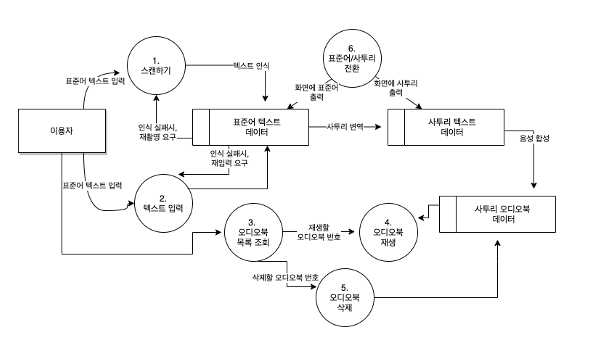 1.
스캔하기
텍스트 인식
6.
표준어/사투리
전환
표준어 텍스트 입력
화면에 표준어
출력
화면에 사투리
출력
이용자
인식 실패시,
재촬영 요구
표준어 텍스트
데이터
사투리 번역
사투리 텍스트
데이터
음성 합성
인식 실패시,
재입력 요구
표준어 텍스트 입력
2.
텍스트 입력
3.
오디오북
목록 조회
재생할
오디오북 번호
4.
오디오북
재생
사투리 오디오북
데이터
삭제할 오디오북 번호
5.
오디오북
삭제